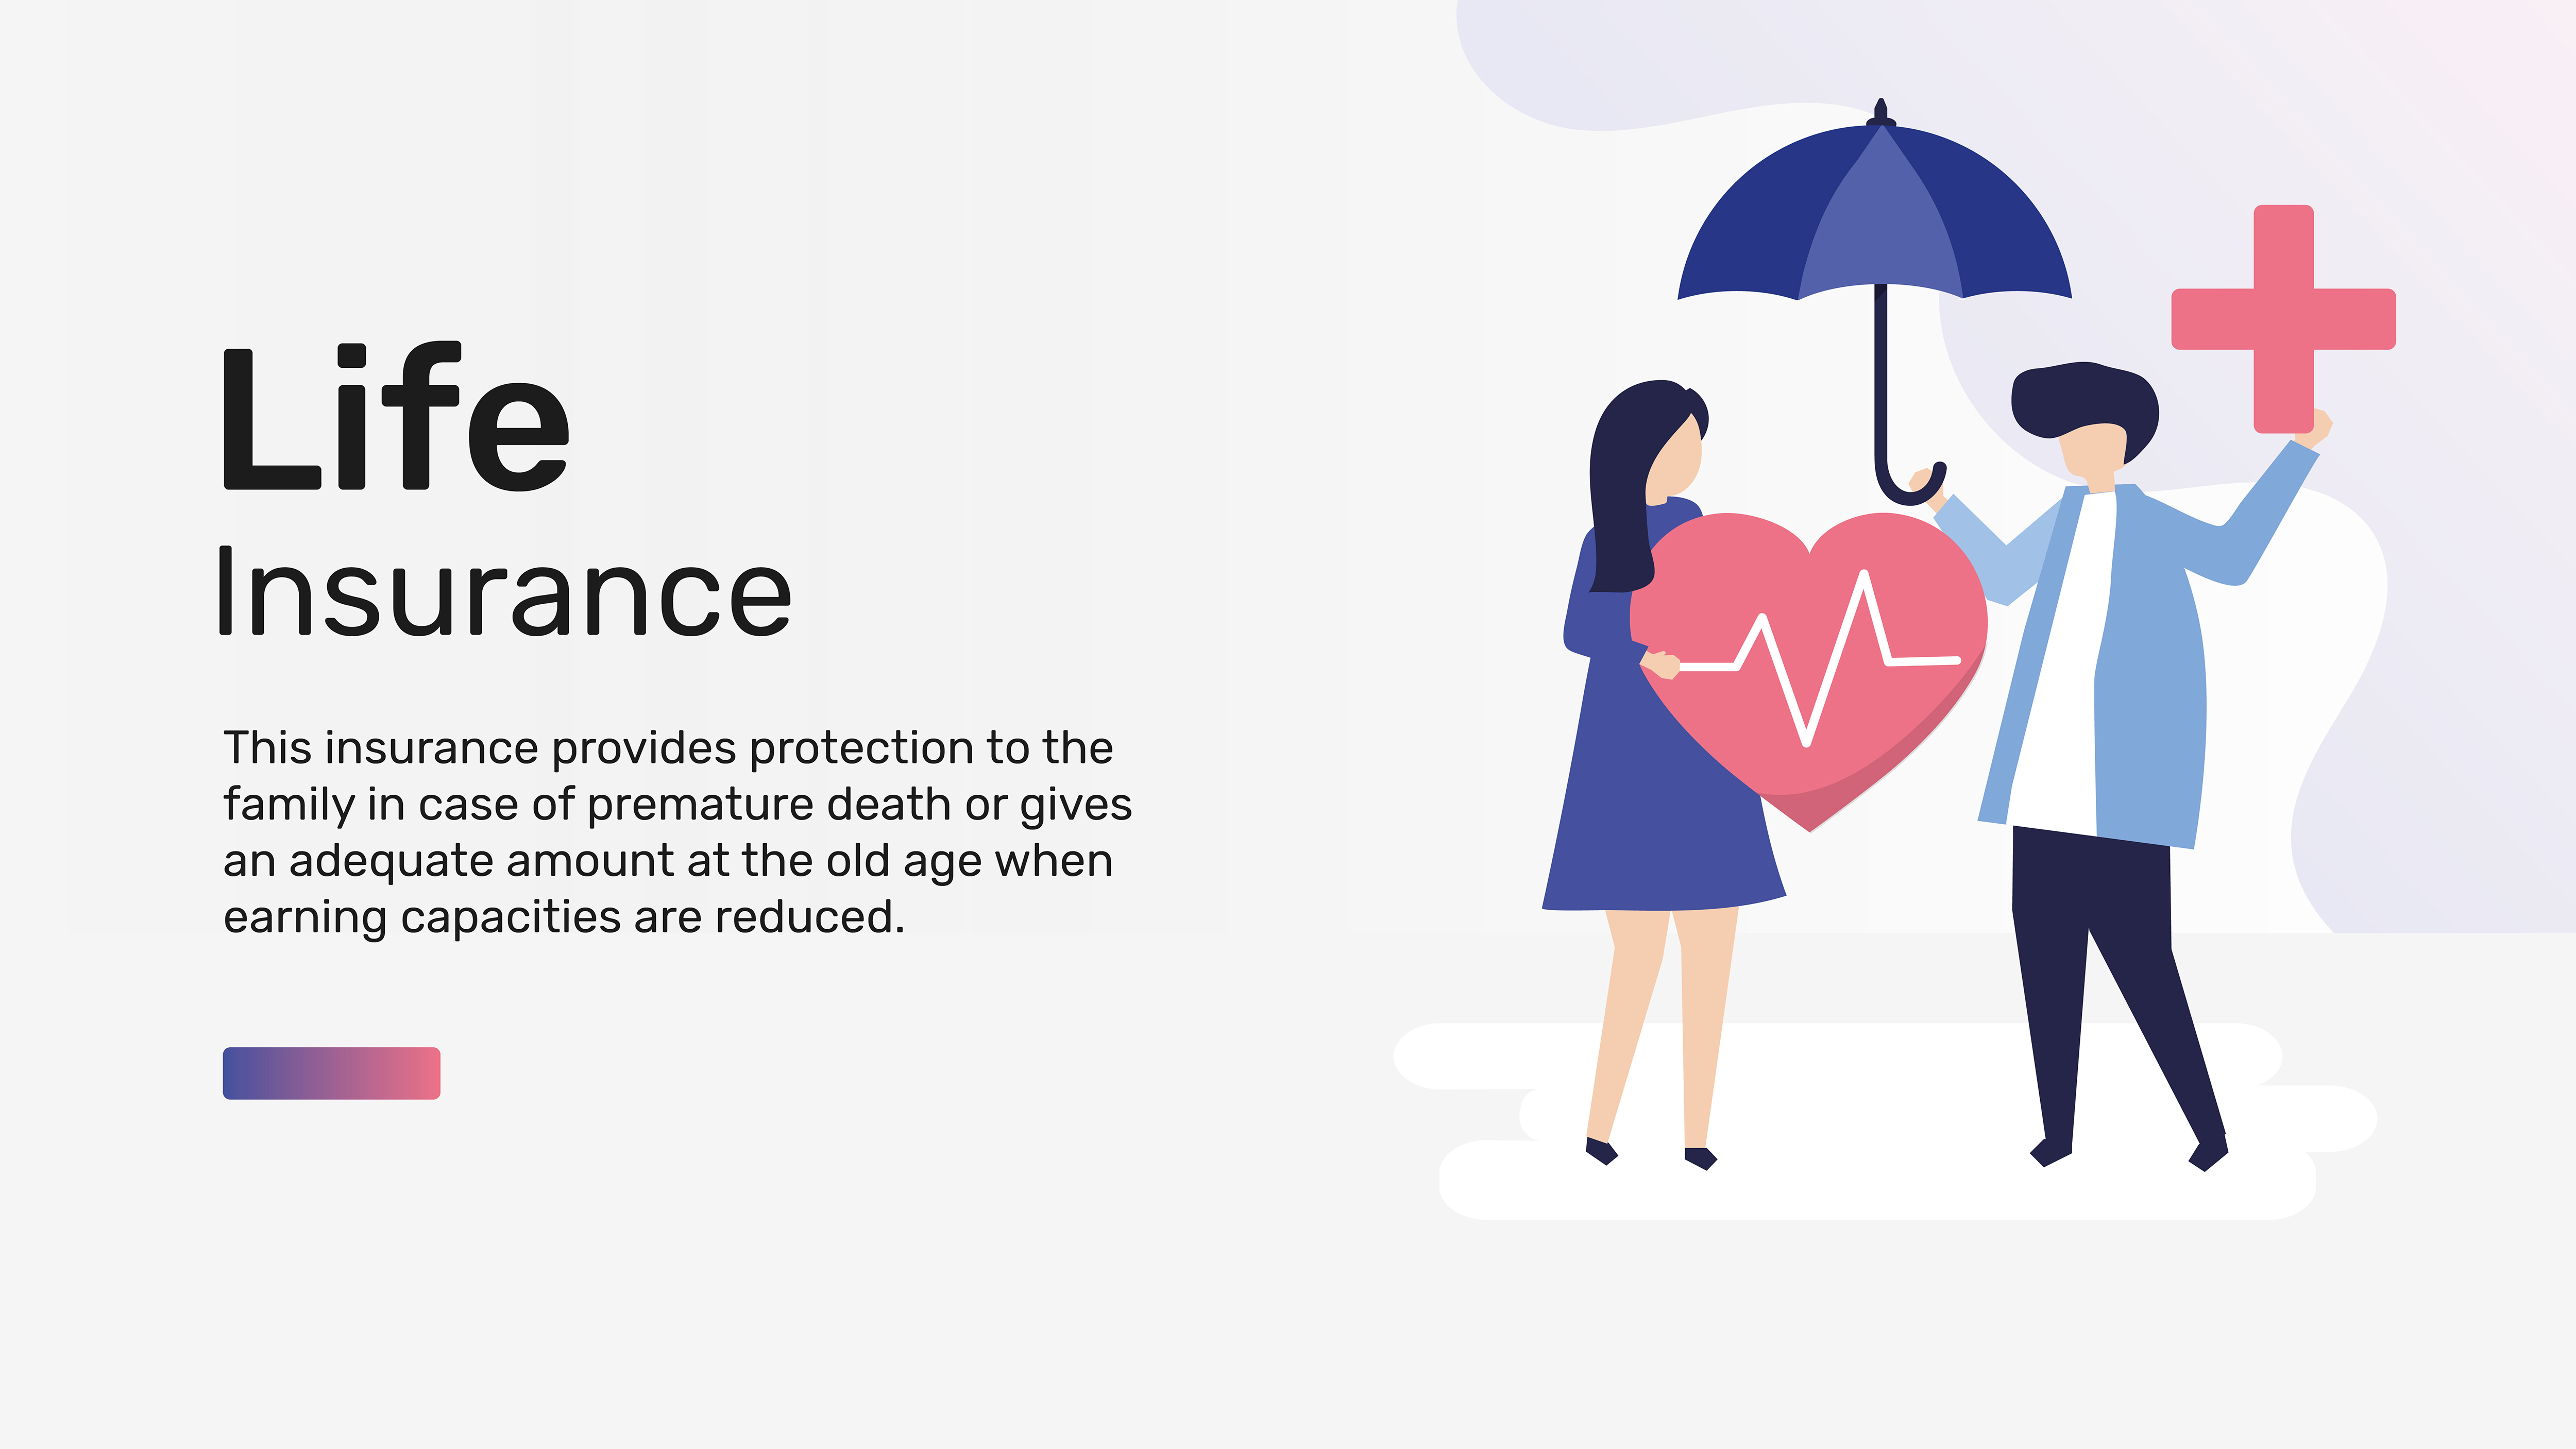 Life
Insurance
This insurance provides protection to the
family in case of premature death or gives
an adequate amount at the old age when
earning capacities are reduced.